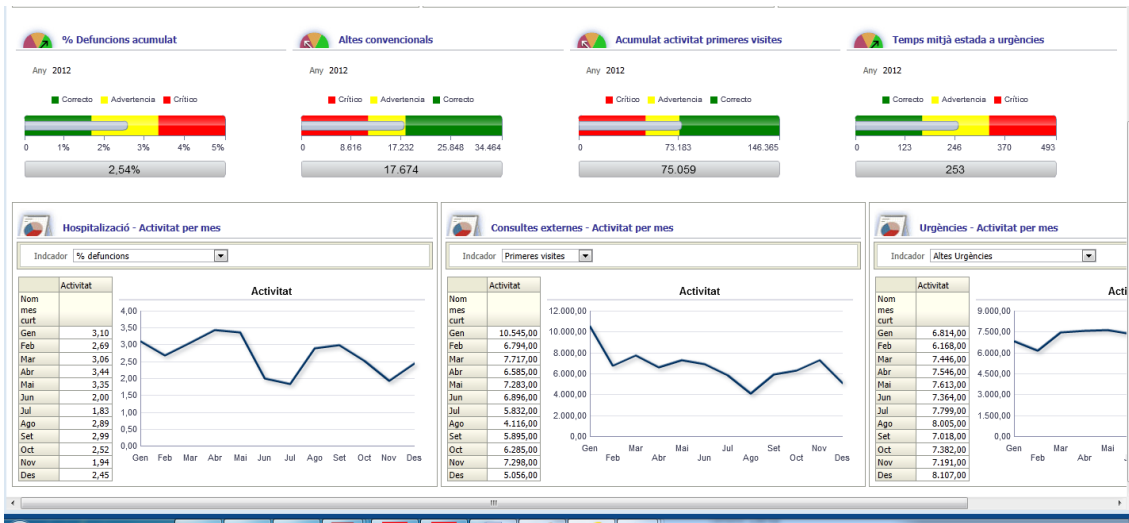 % Defuncions acumulat
Any 2012
Correcto Advertencia Crítico
0 1% 2% 3% 4% 5%
2,54%
Altes convencionals
Any 2012
Crítico Advertencia Correcto
0 8.616 17.232 25.848 34.464
17.674
Acumulat activitat primeres visites
Any 2012
Crítico Advertencia Correcto
0 73.183 146.365
75.059
Temps mitjà estada a urgències
Any 2012
Correcto Advertencia Crítico
0 123 246 370 493
253
Hospitalizació - Activitat per mes
Indcador % defuncions
Activitat
Nom
mes
curt
Gen 3,10
Feb 2,69
Mar 3,06
Abr 3,44
Mai 3,35
Jun 2,00
Jul 1,83
Ago 2,89
Set 2,99
Oct 2,52
Nov 1,94
Des 2,45
Activitat
4,00
3,50
3,00
2,50
2,00
1,50
1,00
0,50
0,00
Gen Feb Mar Abr Mai Jun Jul Ago Set Oct Nov Des
Consultes externes - Activitat per mes
Indcador Primeres visites
Activitat
Nom
mes
curt
Gen 10.545,00
Feb 6.794,00
Mar 7.717,00
Abr 6.585,00
Mai 7.283,00
Jun 6.896,00
Jul 5.832,00
Ago 4.116,00
Set 5.895,00
Oct 6.285,00
Nov 7.298,00
Des 5.056,00
Activitat
12.000,00
10.000,00
8.000,00
6.000,00
4.000,00
2.000,00
0,00
Gen Feb Mar Abr Mai Jun Jul Ago Set Oct Nov Des
Urgències - Activitat per mes
Indcador Altes Urgències
Activitat
Nom
mes
curt
Gen 6.814,00
Feb 6.168,00
Mar 7.446,00
Abr 7.546,00
Mai 7.613,00
Jun 7.364,00
Jul 7.799,00
Ago 8.005,00
Set 7.018,00
Oct 7.382,00
Nov 7.191,00
Des 8.107,00
Acti
9.000,00
7.500,00
6.000,00
4.500,00
3.000,00
1.500,00
0,00
Gen Feb Mar Abr Mai